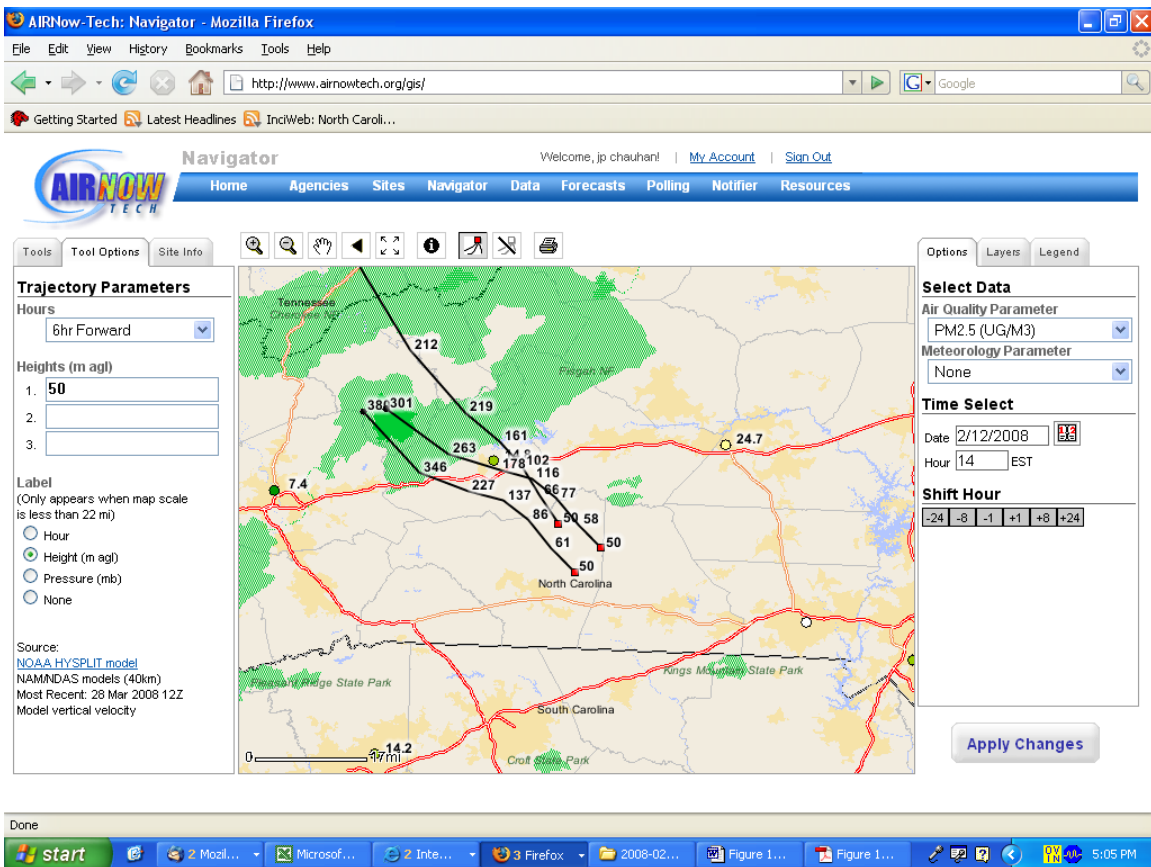 AIRNow-Tech: Navigator - Mozilla Firefox
File Edit View History Bookmarks Tools Help
http://www.airnowtech.org/gis/
G Google
Getting Started Latest Headlines InciWeb: North Caroli...
AIRNOW TECH
Navigator
Welcome, jp chauhan! | My Account | Sign Out
Home Agencies Sites Navigator Data Forecasts Polling Notifier Resources
Tools Tool Options Site Info
Trajectory Parameters
Hours
6hr Forward
Heights (m agl)
1. 50
2.
3.
Label
(Only appears when map scale
is less than 22 mi)
Hour
Height (m agl)
Pressure (mb)
None
Source:
NOAA HYSPLIT model
NAM/NDAS models (40km)
Most Recent: 28 Mar 2008 12Z
Model vertical velocity
Tennessee
Cherokee NF
212
Pisgah NF
301
219
161
24.7
263
178 102
346
116
7.4
227
137
66 77
86 50 58
61
50
50
North Carolina
Kings Mountain State Park
Pleasant Ridge State Park
South Carolina
14.2
0 17mi
Croft State Park
Options Layers Legend
Select Data
Air Quality Parameter
PM2.5 (UG/M3)
Meteorology Parameter
None
Time Select
Date 2/12/2008
Hour 14 EST
Shift Hour
-24 -8 -1 +1 +8 +24
Apply Changes
Done
start 2 Mozil... Microsof... 2 Inte... 3 Firefox 2008-02... Figure 1... Figure 1... 5:05 PM